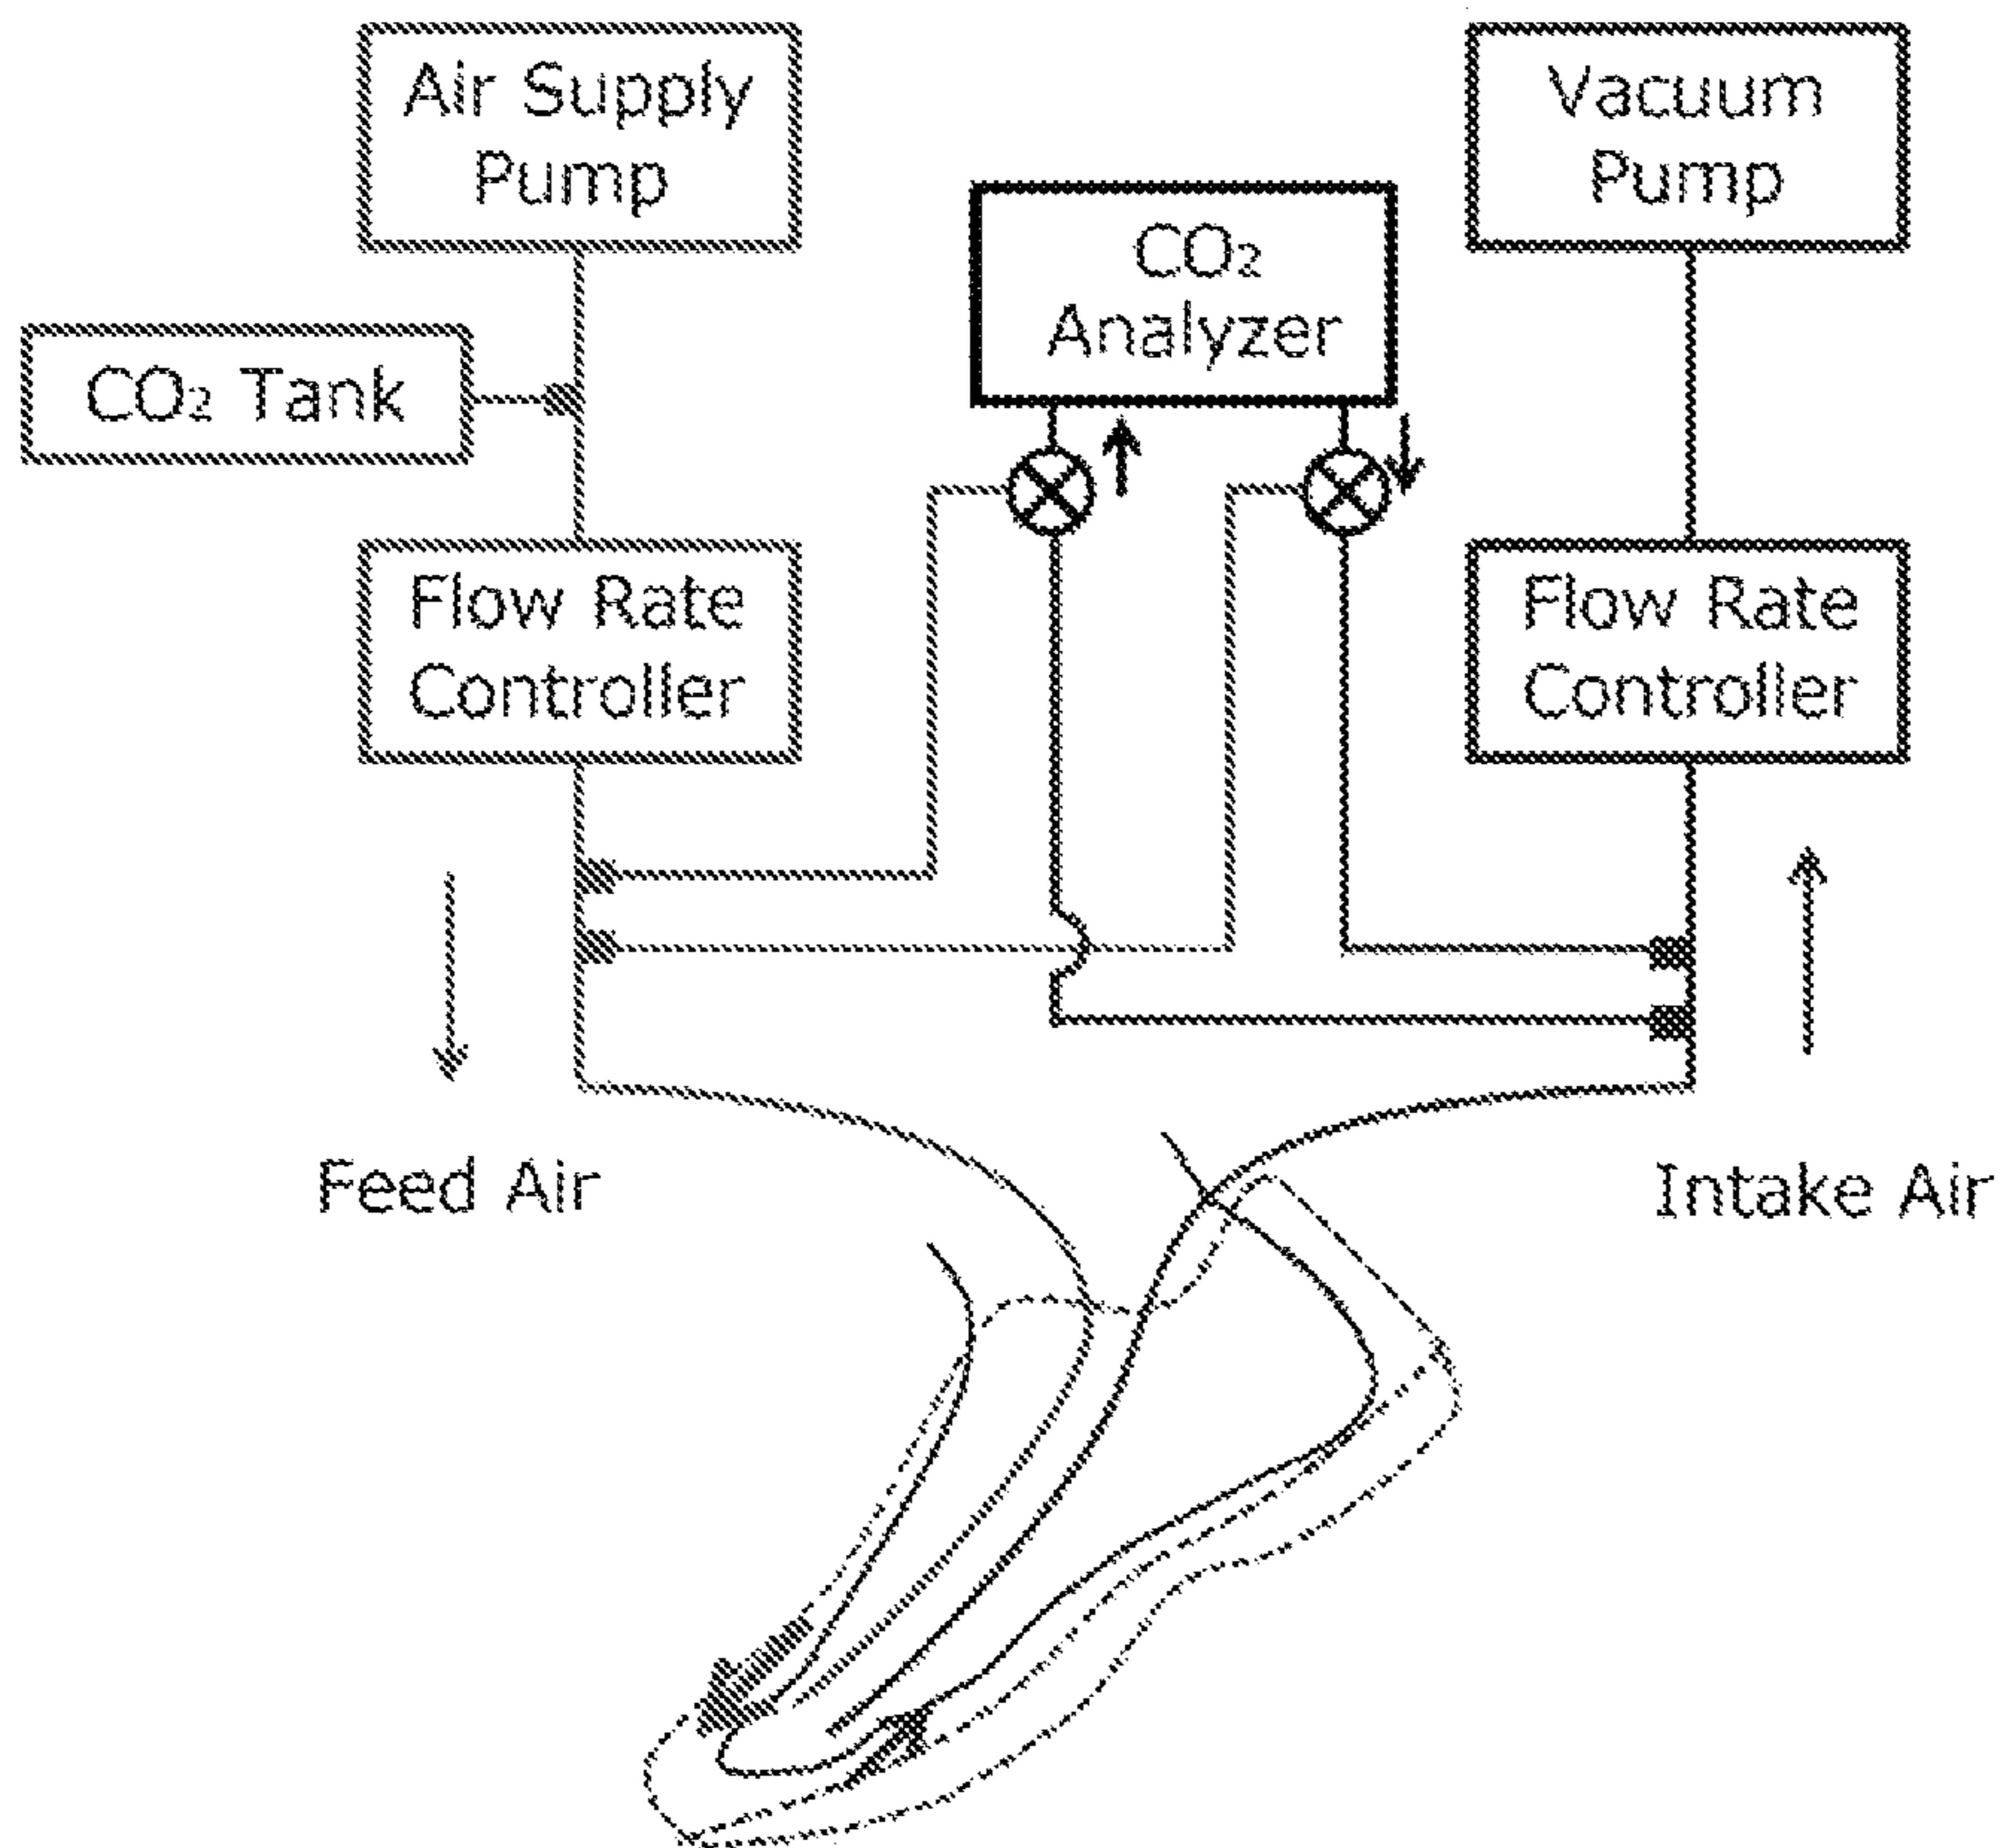 Air Supply
Pump
Vacuum
Pump
CO₂
Analyzer
CO₂ Tank
Flow Rate
Controller
Flow Rate
Controller
Feed Air
Intake Air